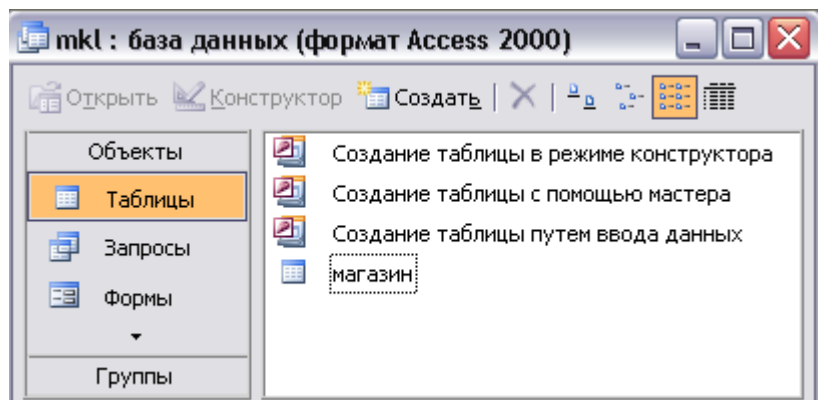 mkl : база данных (формат Access 2000)
Открыть Конструктор Создать
Объекты
Таблицы
Запросы
Формы
Группы
Создание таблицы в режиме конструктора
Создание таблицы с помощью мастера
Создание таблицы путем ввода данных
магазин